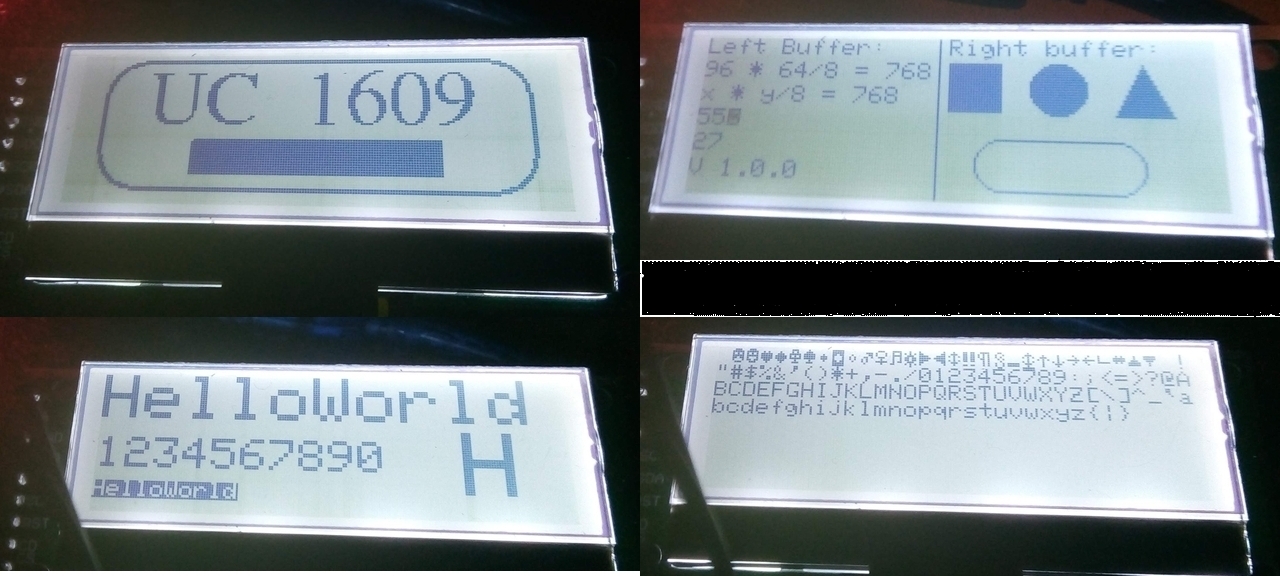 UC 1609
Left Buffer:
96 * 64/8 = 768
x * y/8 = 768
27
V 1.0.0
Right buffer:
HelloWorld
1234567890
H
HelloWorld
!
"#$%&'()*+,-./0123456789:;<=>?@A
BCDEFGHIJKLMNOPQRSTUVWXYZ[\]^_`a
bcdefghijklmnopqrstuvwxyz{|}